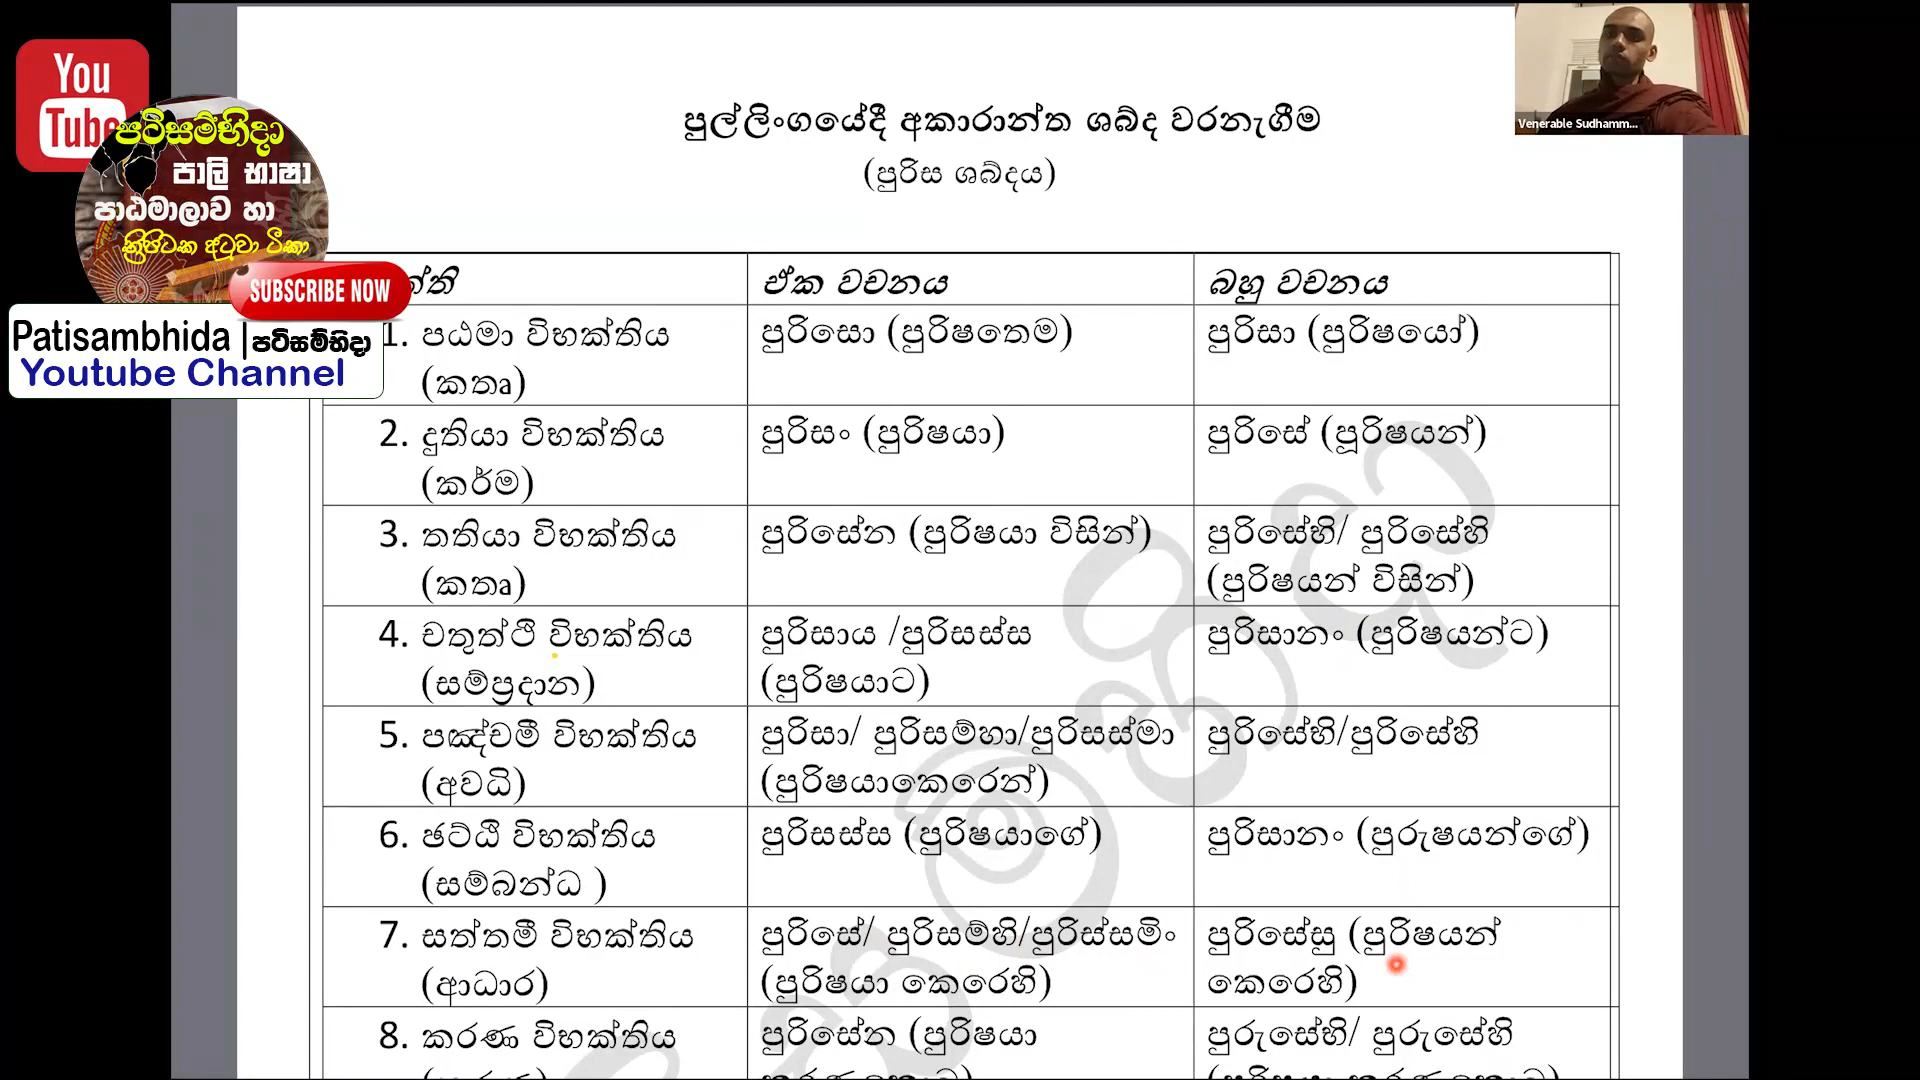 You
Tube
පටිසම්භිදා
පාලි භාෂා
පාඨමාලාව හා
ත්‍රිපිටක අටුවා ටීකා
SUBSCRIBE NOW
Patisambhida | පටිසම්භිදා
Youtube Channel
Venerable Sudhamm...
පුල්ලිංගයේදී අකාරාන්ත ශබ්ද වරනැගීම
(පුරිස ශබ්දය)
ක්ති ඒක වචනය බහු වචනය
1. පඨමා විභක්තිය පුරිසො (පුරිෂතෙම) පුරිසා (පුරිෂයෝ)
(කතෘ)
2. දුතියා විභක්තිය පුරිසං (පුරිෂයා) පුරිසේ (පූරිෂයන්)
(කර්ම)
3. තතියා විභක්තිය පුරිසේන (පුරිෂයා විසින්) පුරිසේභි/ පුරිසේහි
(කතෘ) (පුරිෂයන් විසින්)
4. චතුත්ථි විභක්තිය පුරිසාය /පුරිසස්ස පුරිසානං (පුරිෂයන්ට)
(සම්ප්‍රදාන) (පුරිෂයාට)
5. පඤ්චමී විභක්තිය පුරිසා/ පුරිසම්හා/පුරිසස්මා පුරිසේභි/පුරිසේහි
(අවධි) (පුරිෂයාකෙරෙන්)
6. ඡට්ඨි විභක්තිය පුරිසස්ස (පුරිෂයාගේ) පුරිසානං (පුරුෂයන්ගේ)
(සම්බන්ධ )
7. සත්තමී විභක්තිය පුරිසේ/ පුරිසම්හි/පුරිස්සමිං පුරිසේසු (පුරිෂයන්
(ආධාර) (පුරිෂයා කෙරෙහි) කෙරෙහි)
8. කරණ විභක්තිය පුරිසේන (පුරිෂයා පුරුසේභි/ පුරුසේහි